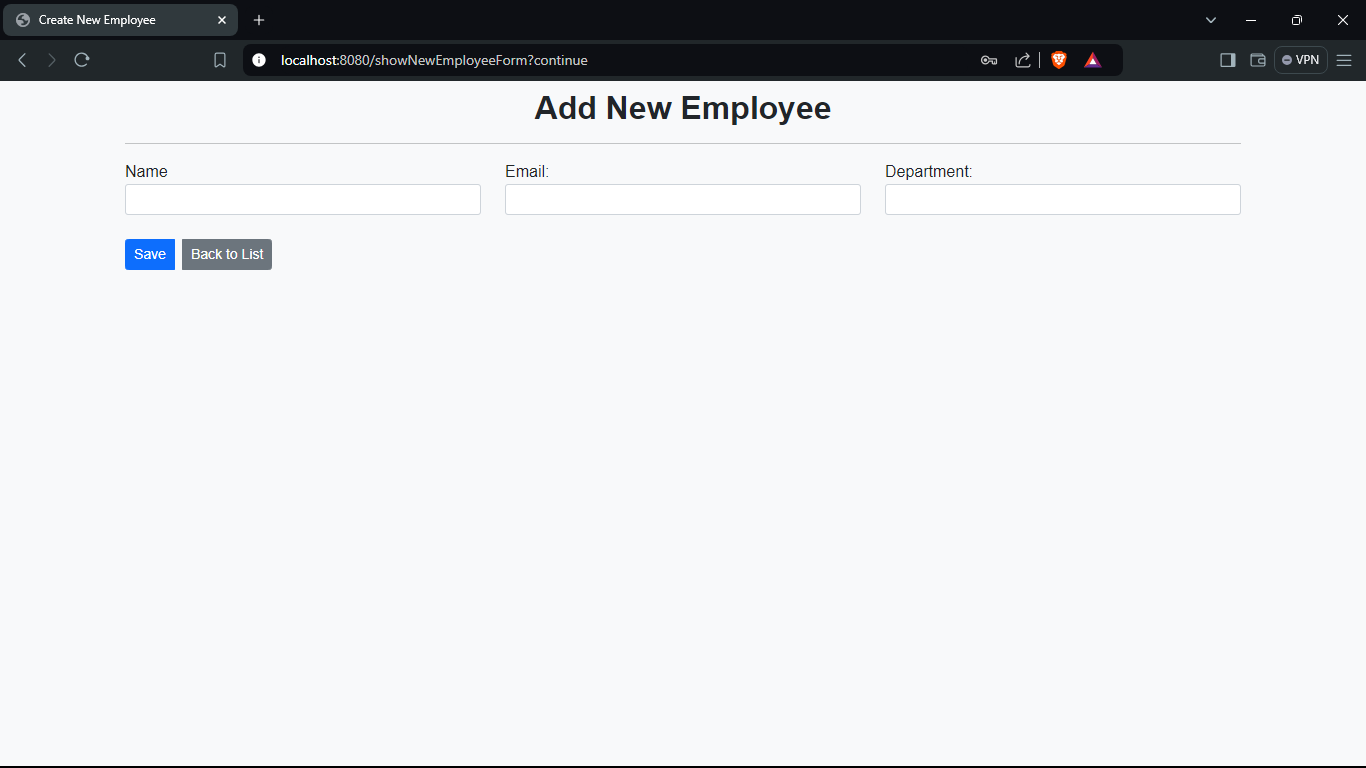 Create New Employee
localhost:8080/showNewEmployeeForm?continue
VPN
Add New Employee
Name Email: Department:
Save Back to List